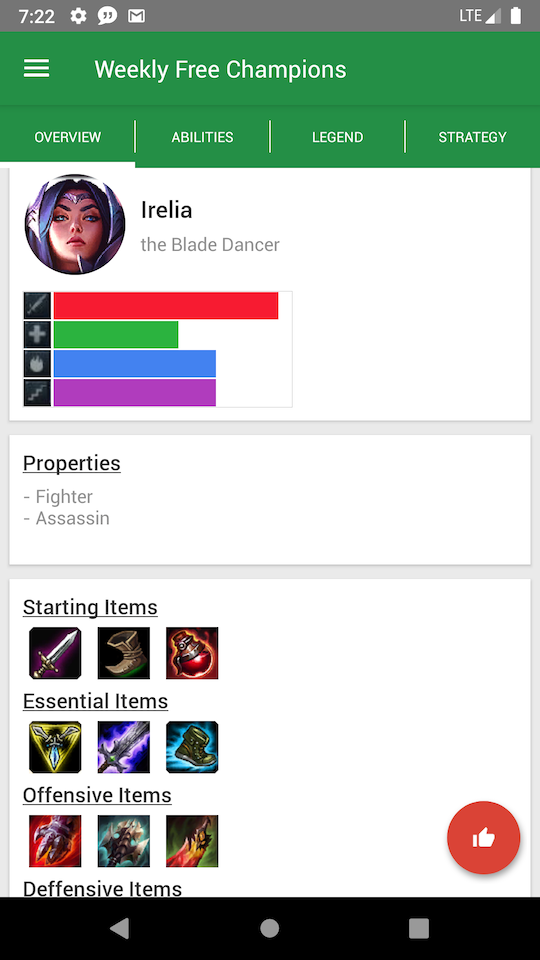 7:22
LTE
Weekly Free Champions
OVERVIEW
ABILITIES
LEGEND
STRATEGY
Irelia
the Blade Dancer
Properties
- Fighter
- Assassin
Starting Items
Essential Items
Offensive Items
Deffensive Items